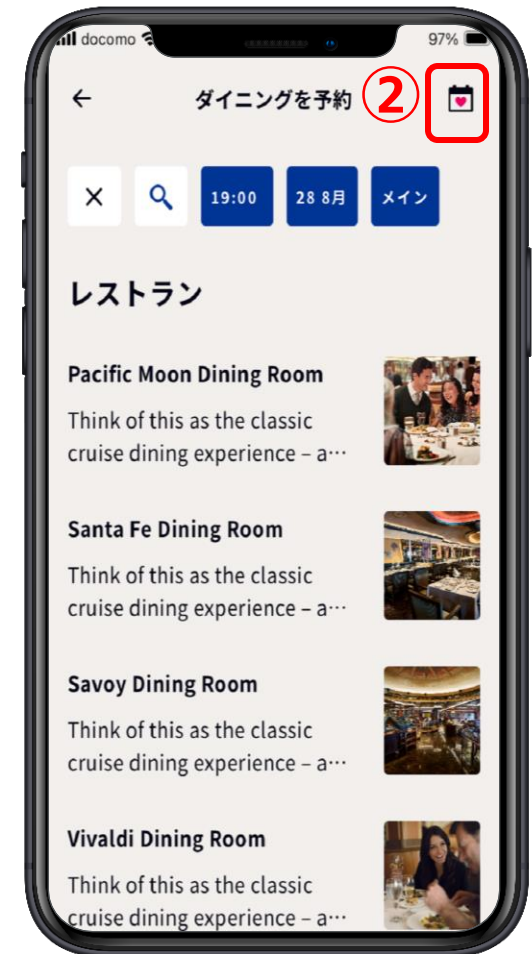 docomo 97%
ダイニングを予約 ②
19:00 28 8月 メイン
レストラン
Pacific Moon Dining Room
Think of this as the classic
cruise dining experience – a…
Santa Fe Dining Room
Think of this as the classic
cruise dining experience – a…
Savoy Dining Room
Think of this as the classic
cruise dining experience – a…
Vivaldi Dining Room
Think of this as the classic
cruise dining experience – a…